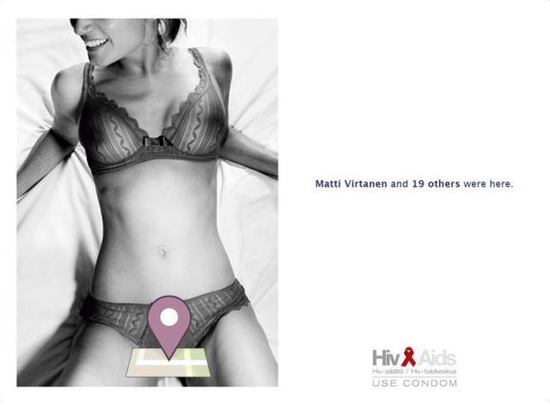 Matti Virtanen and 19 others were here.
Hiv Aids
Hiv-säätiö / Hiv-tukikeskus
USE CONDOM